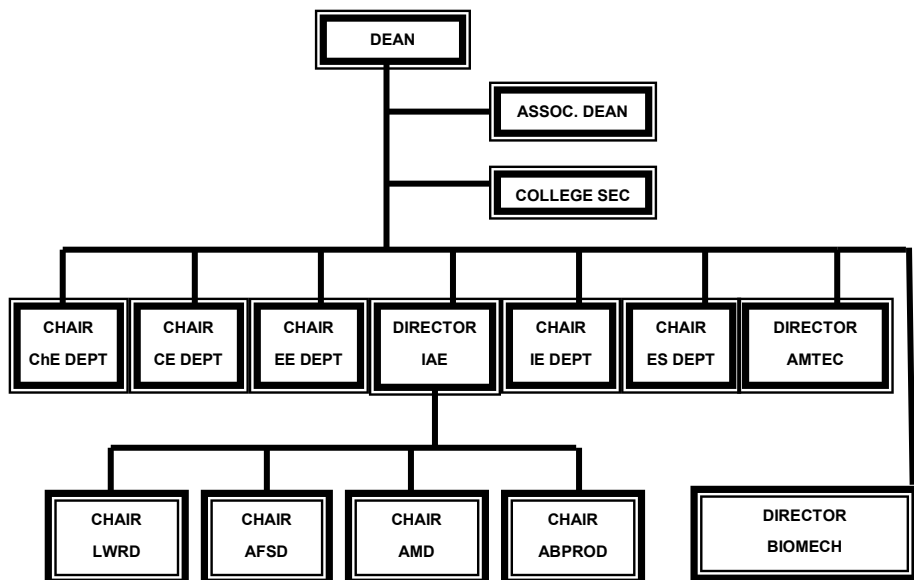 DEAN
ASSOC. DEAN
COLLEGE SEC
CHAIR
ChE DEPT
CHAIR
CE DEPT
CHAIR
EE DEPT
DIRECTOR
IAE
CHAIR
IE DEPT
CHAIR
ES DEPT
DIRECTOR
AMTEC
CHAIR
LWRD
CHAIR
AFSD
CHAIR
AMD
CHAIR
ABPROD
DIRECTOR
BIOMECH